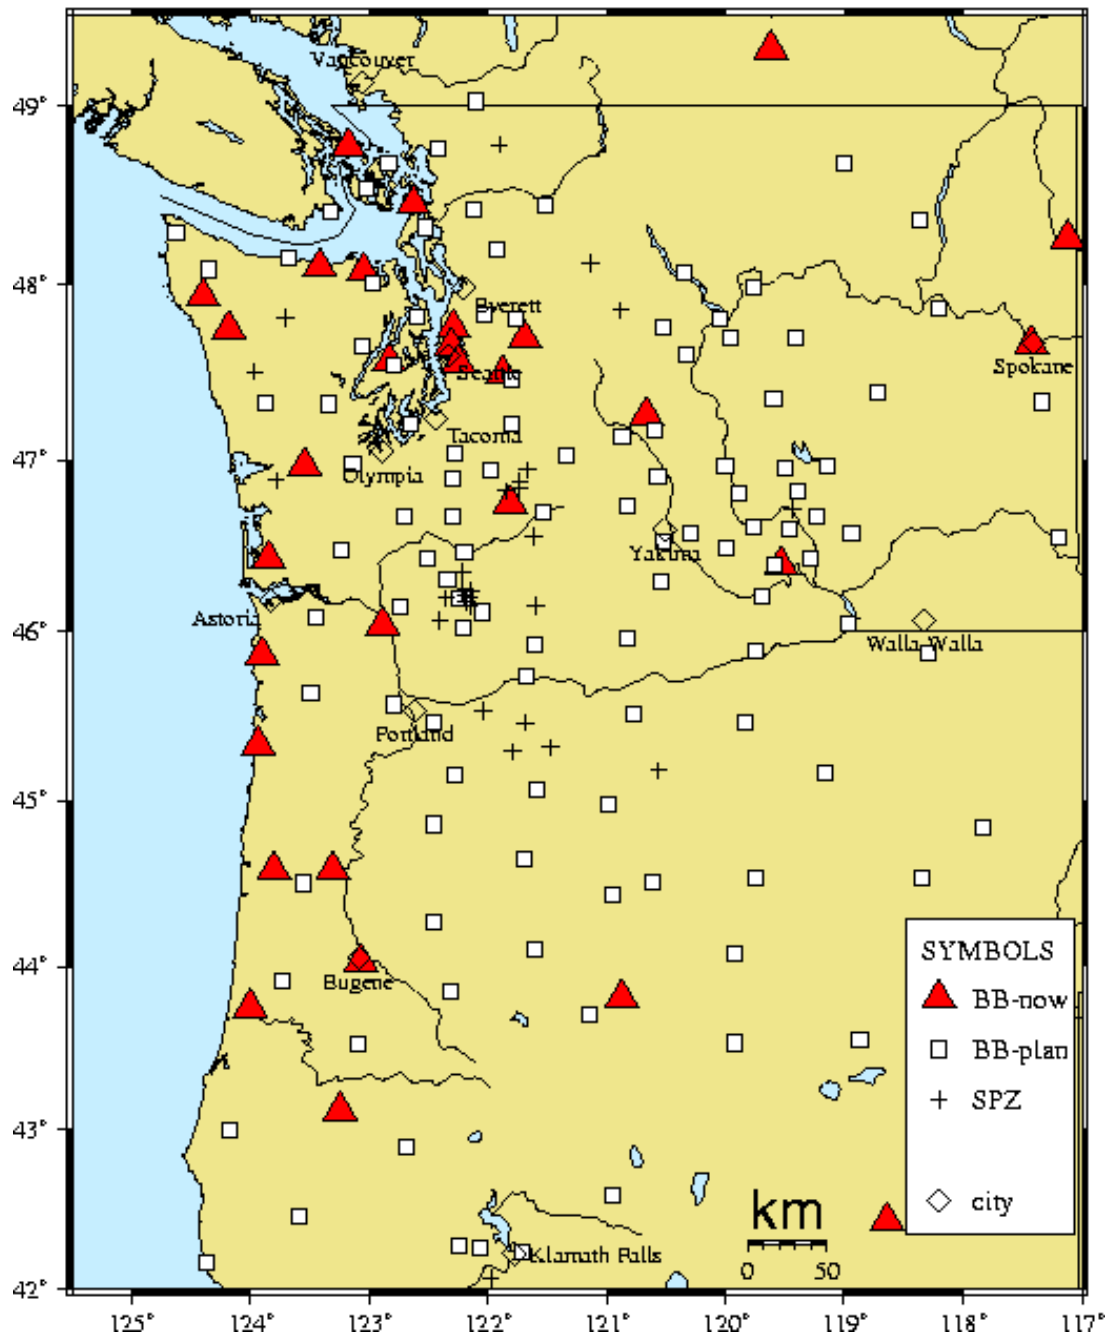 Vancouver
49°
48°
Everett
Seattle
Spokane
Tacoma
47°
Olympia
Yakima
Astoria
46°
Walla Walla
Portland
45°
44°
Eugene
43°
42°
Klamath Falls
SYMBOLS
BB-now
BB-plan
SPZ
city
km
0 50
125° 124° 123° 122° 121° 120° 119° 118° 117°